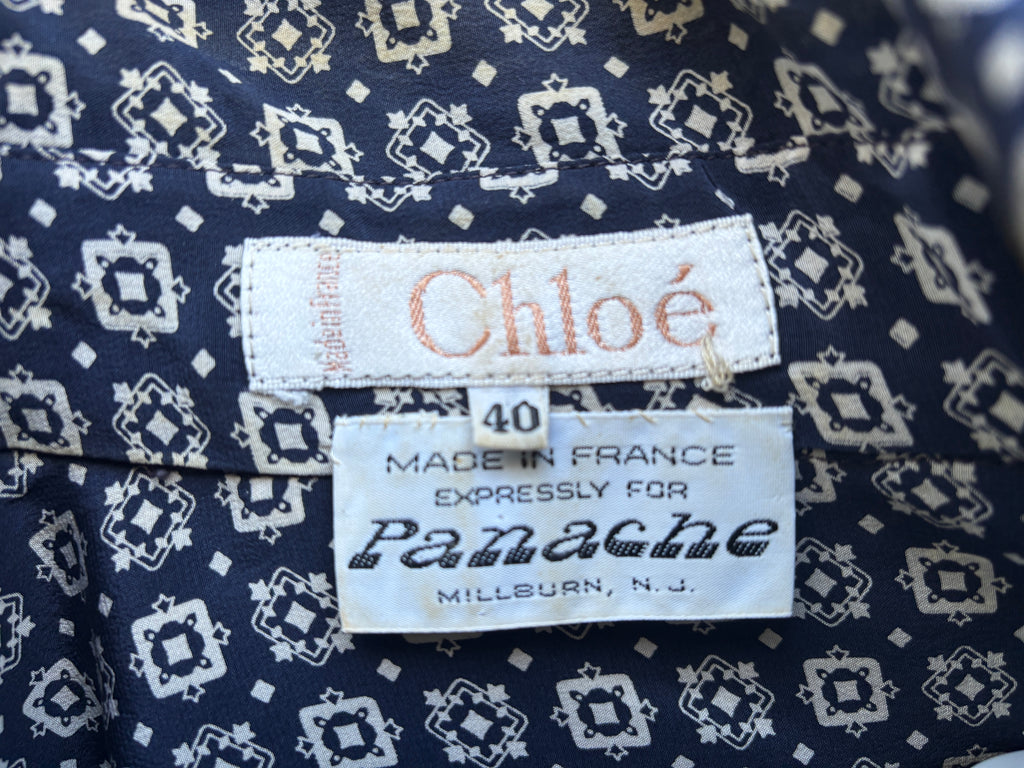 Made in France
Chloé
40
MADE IN FRANCE
EXPRESSLY FOR
Panache
MILLBURN, N.J.